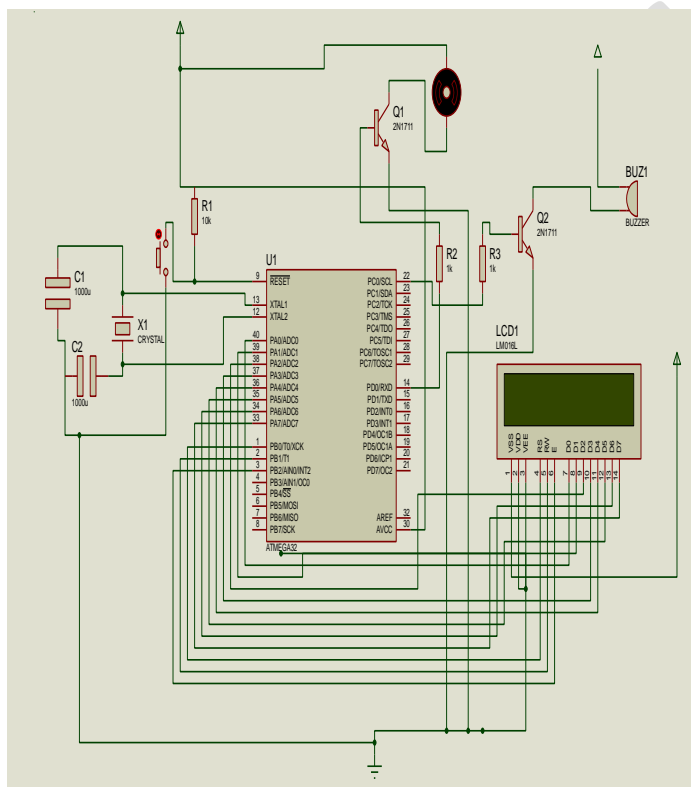 Q1
2N1711
BUZ1
BUZZER
Q2
2N1711
R1
10k
R2
1k
R3
1k
C1
1000u
X1
CRYSTAL
C2
1000u
U1
9 RESET
13 XTAL1
12 XTAL2
40 PA0/ADC0
39 PA1/ADC1
38 PA2/ADC2
37 PA3/ADC3
36 PA4/ADC4
35 PA5/ADC5
34 PA6/ADC6
33 PA7/ADC7
1 PB0/T0/XCK
2 PB1/T1
3 PB2/AIN0/INT2
4 PB3/AIN1/OC0
5 PB4/SS
6 PB5/MOSI
7 PB6/MISO
8 PB7/SCK
PC0/SCL 22
PC1/SDA 23
PC2/TCK 24
PC3/TMS 25
PC4/TDO 26
PC5/TDI 27
PC6/TOSC1 28
PC7/TOSC2 29
PD0/RXD 14
PD1/TXD 15
PD2/INT0 16
PD3/INT1 17
PD4/OC1B 18
PD5/OC1A 19
PD6/ICP1 20
PD7/OC2 21
AREF 32
AVCC 30
ATMEGA32
LCD1
LM016L
VSS VDD VEE RS RW E D0 D1 D2 D3 D4 D5 D6 D7
1 2 3 4 5 6 7 8 9 10 11 12 13 14